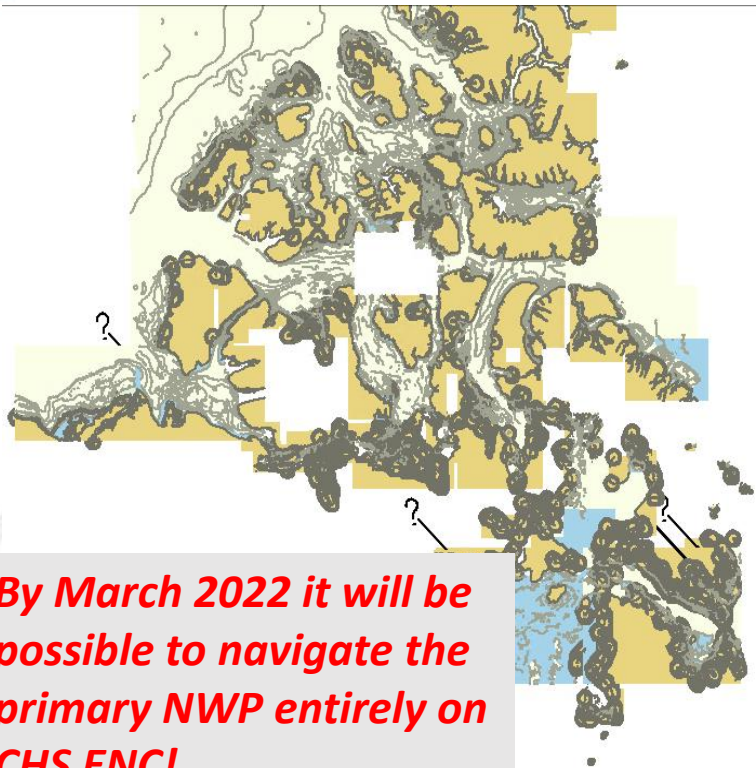 ?
?
?
By March 2022 it will be
possible to navigate the
primary NWP entirely on
CHS ENC!